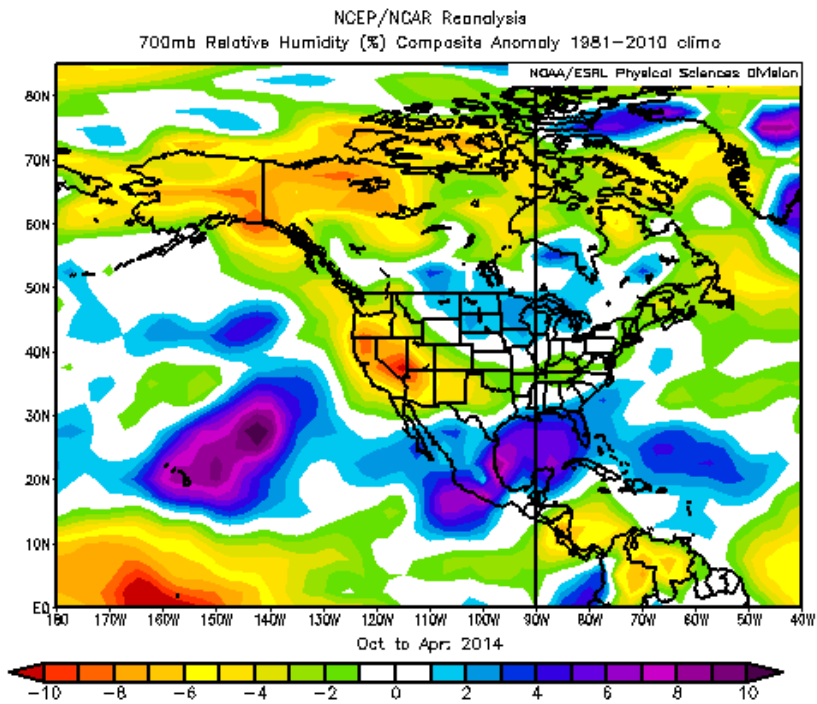 NCEP/NCAR Reanalysis
700mb Relative Humidity (%) Composite Anomaly 1981-2010 climo
NOAA/ESRL Physical Sciences Division
80N
70N
60N
50N
40N
30N
20N
10N
EQ
180 170W 160W 150W 140W 130W 120W 110W 100W 90W 80W 70W 60W 50W 40W
Oct to Apr: 2014
-10 -8 -6 -4 -2 0 2 4 6 8 10